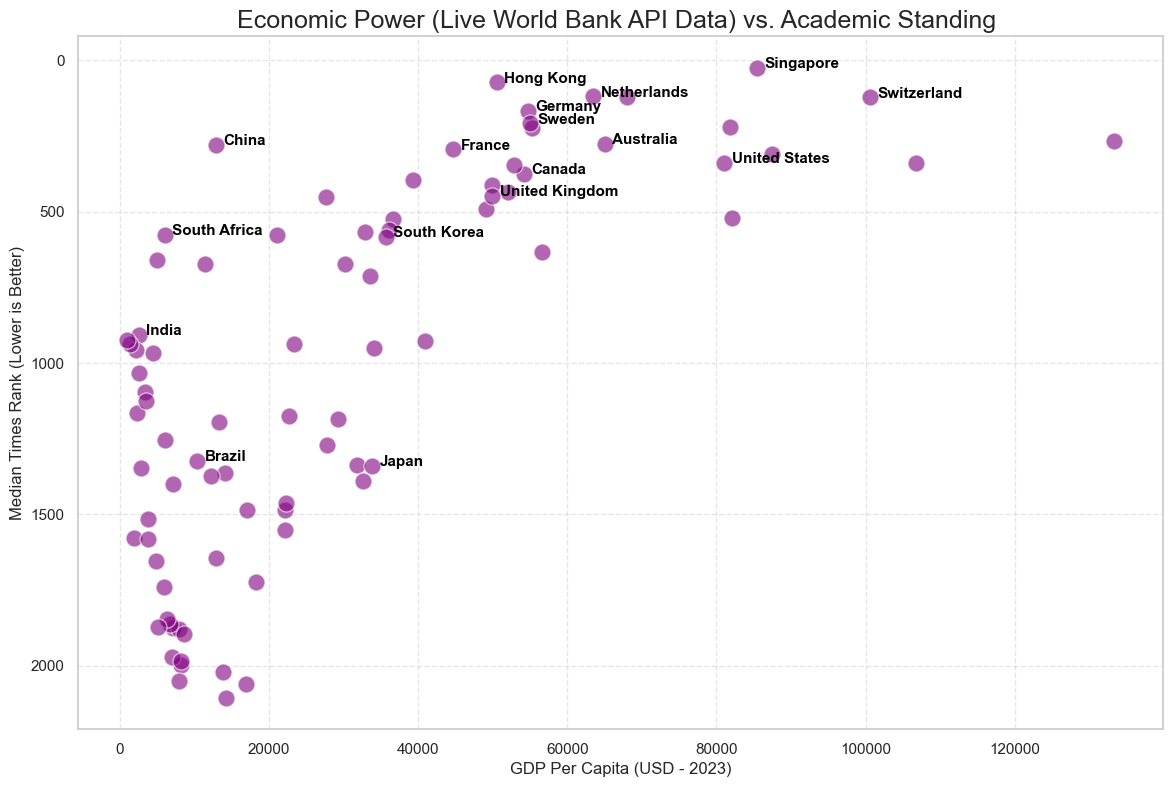 Economic Power (Live World Bank API Data) vs. Academic Standing
0
Singapore
Hong Kong
Netherlands
Switzerland
Germany
Sweden
China
France
Australia
United States
Canada
United Kingdom
500
South Africa
South Korea
India
1000
Brazil
Japan
1500
2000
Median Times Rank (Lower is Better)
0
20000
40000
60000
80000
100000
120000
GDP Per Capita (USD - 2023)